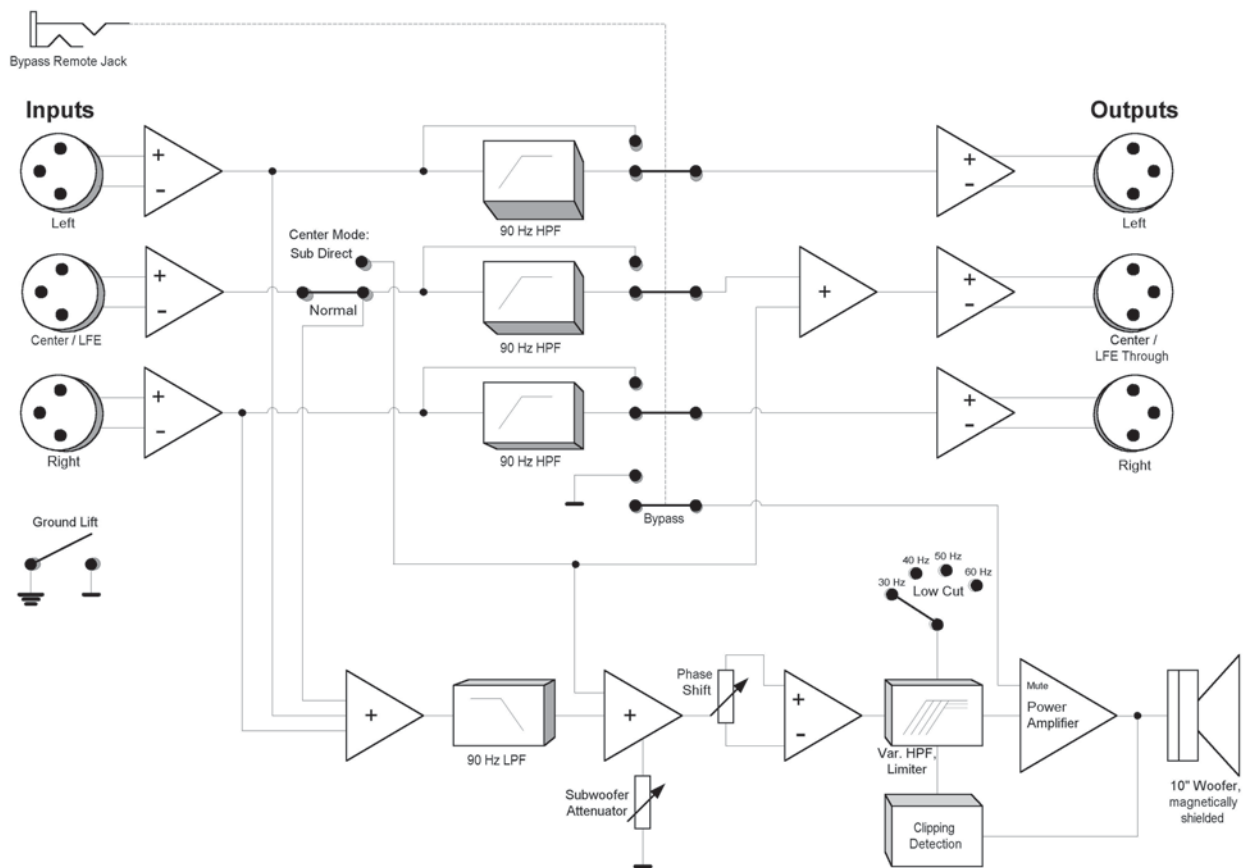 Bypass Remote Jack
Inputs
Outputs
+
-
Left
90 Hz HPF
+
-
Left
Center Mode:
Sub Direct
+
-
Center / LFE
Normal
90 Hz HPF
+
+
-
Center /
LFE Through
+
-
Right
90 Hz HPF
+
-
Right
Bypass
Ground Lift
30 Hz
40 Hz
50 Hz
60 Hz
Low Cut
+
90 Hz LPF
+
Phase
Shift
+
-
Var. HPF,
Limiter
Mute
Power
Amplifier
10" Woofer,
magnetically
shielded
Subwoofer
Attenuator
Clipping
Detection